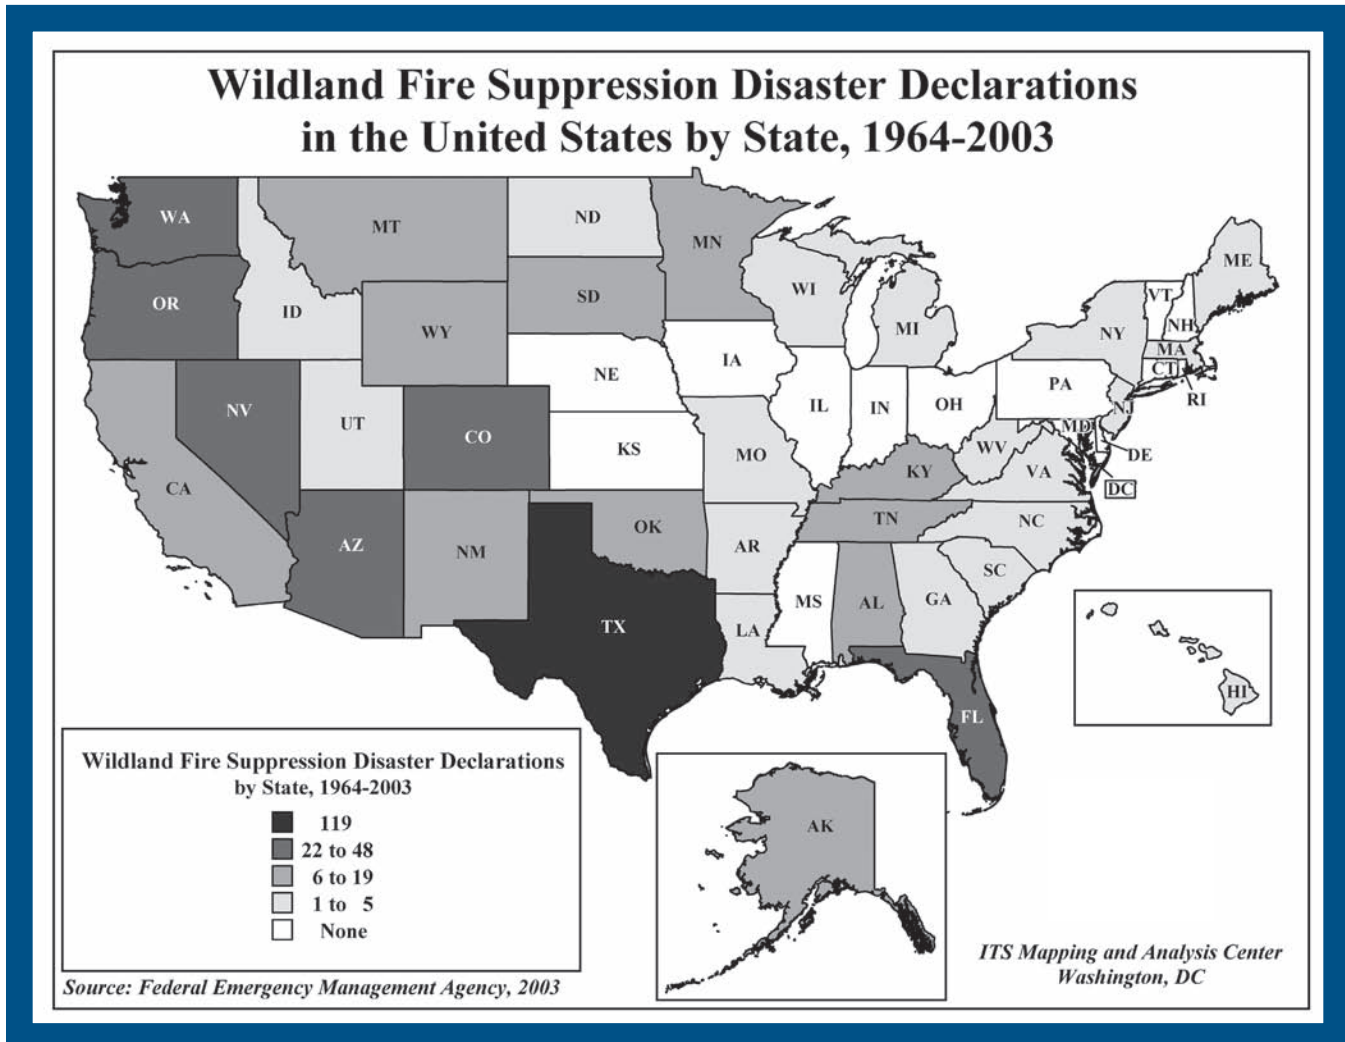 Wildland Fire Suppression Disaster Declarations
in the United States by State, 1964-2003
WA
MT
ND
MN
OR
ID
SD
WI
ME
WY
MI
NY
VT
NH
MA
CT
RI
NE
IA
PA
NV
UT
CO
IL
IN
OH
NJ
MD
DE
DC
KS
MO
WV
VA
KY
CA
AZ
NM
OK
AR
TN
NC
SC
MS
AL
GA
TX
LA
FL
HI
AK
Wildland Fire Suppression Disaster Declarations
by State, 1964-2003
119
22 to 48
6 to 19
1 to 5
None
Source: Federal Emergency Management Agency, 2003
ITS Mapping and Analysis Center
Washington, DC